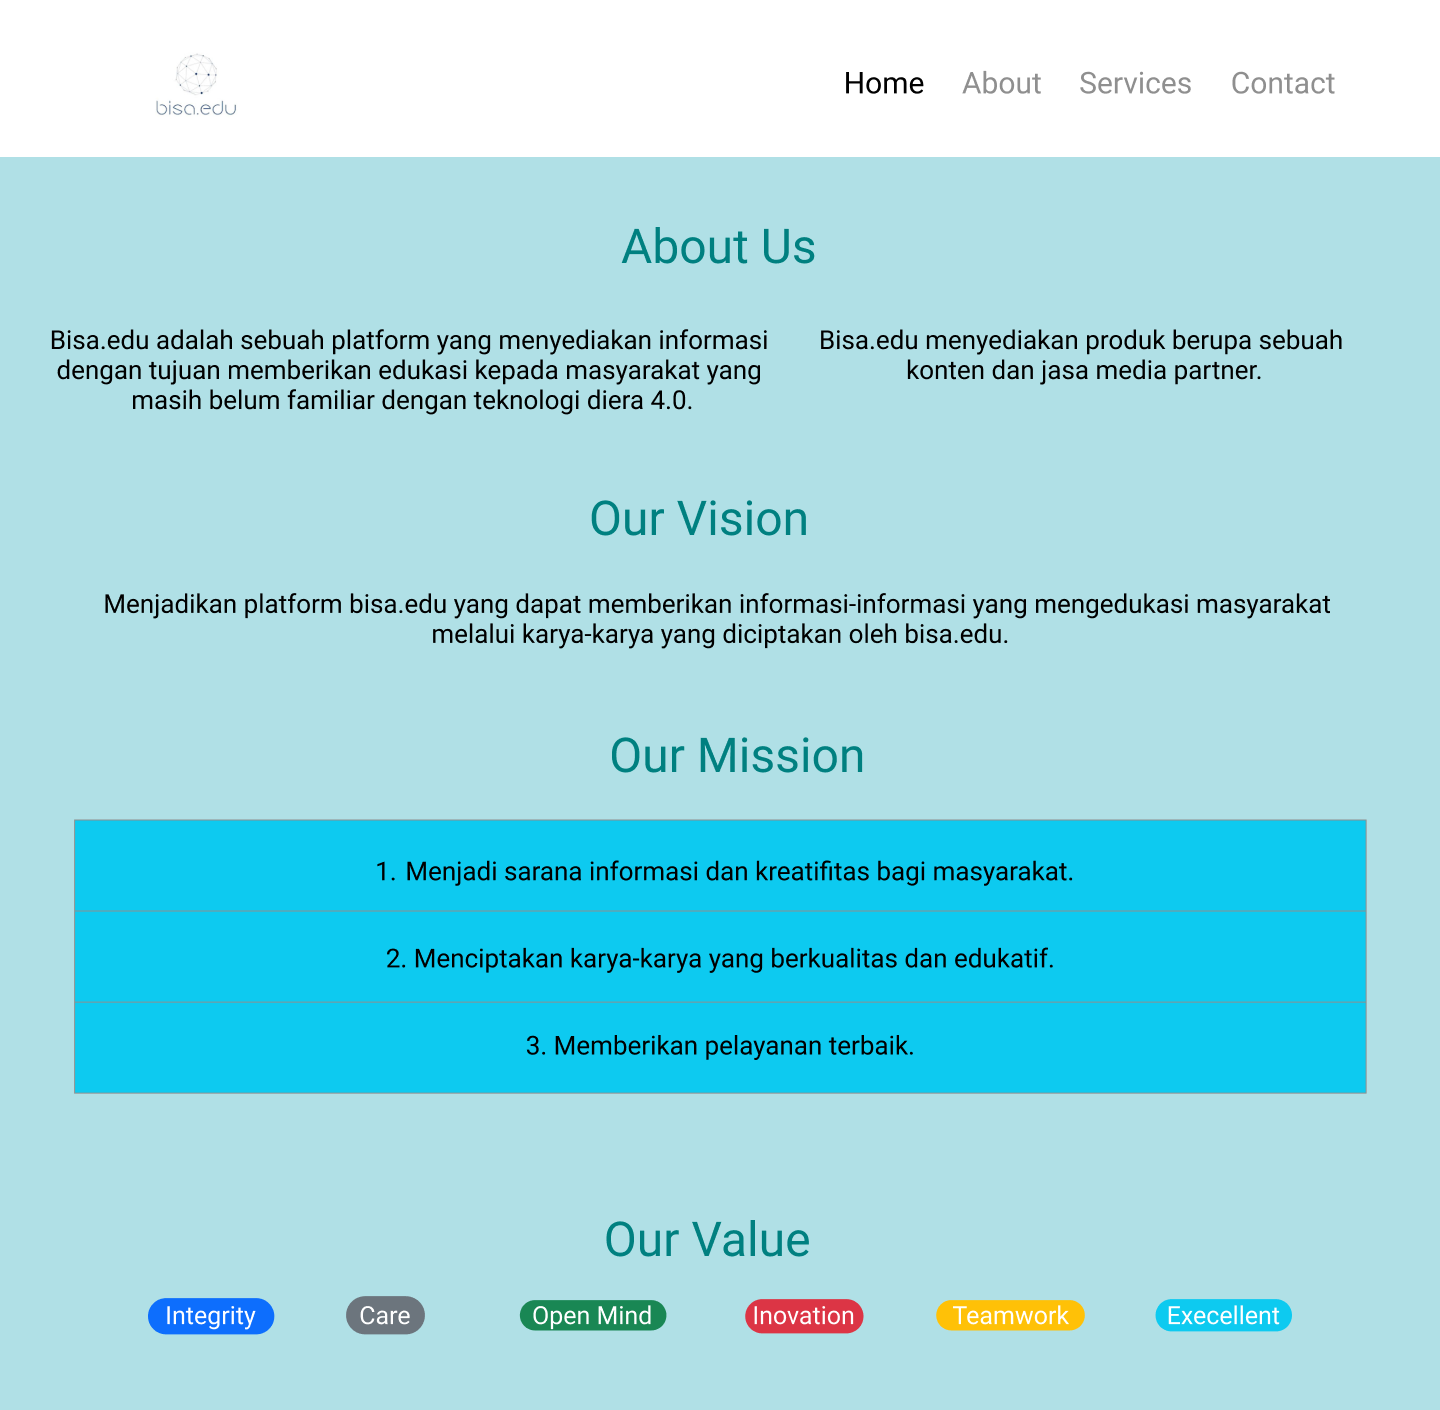 bisa.edu
Home About Services Contact
About Us
Bisa.edu adalah sebuah platform yang menyediakan informasi
dengan tujuan memberikan edukasi kepada masyarakat yang
masih belum familiar dengan teknologi diera 4.0.
Bisa.edu menyediakan produk berupa sebuah
konten dan jasa media partner.
Our Vision
Menjadikan platform bisa.edu yang dapat memberikan informasi-informasi yang mengedukasi masyarakat
melalui karya-karya yang diciptakan oleh bisa.edu.
Our Mission
1. Menjadi sarana informasi dan kreatifitas bagi masyarakat.
2. Menciptakan karya-karya yang berkualitas dan edukatif.
3. Memberikan pelayanan terbaik.
Our Value
Integrity Care Open Mind Inovation Teamwork Execellent